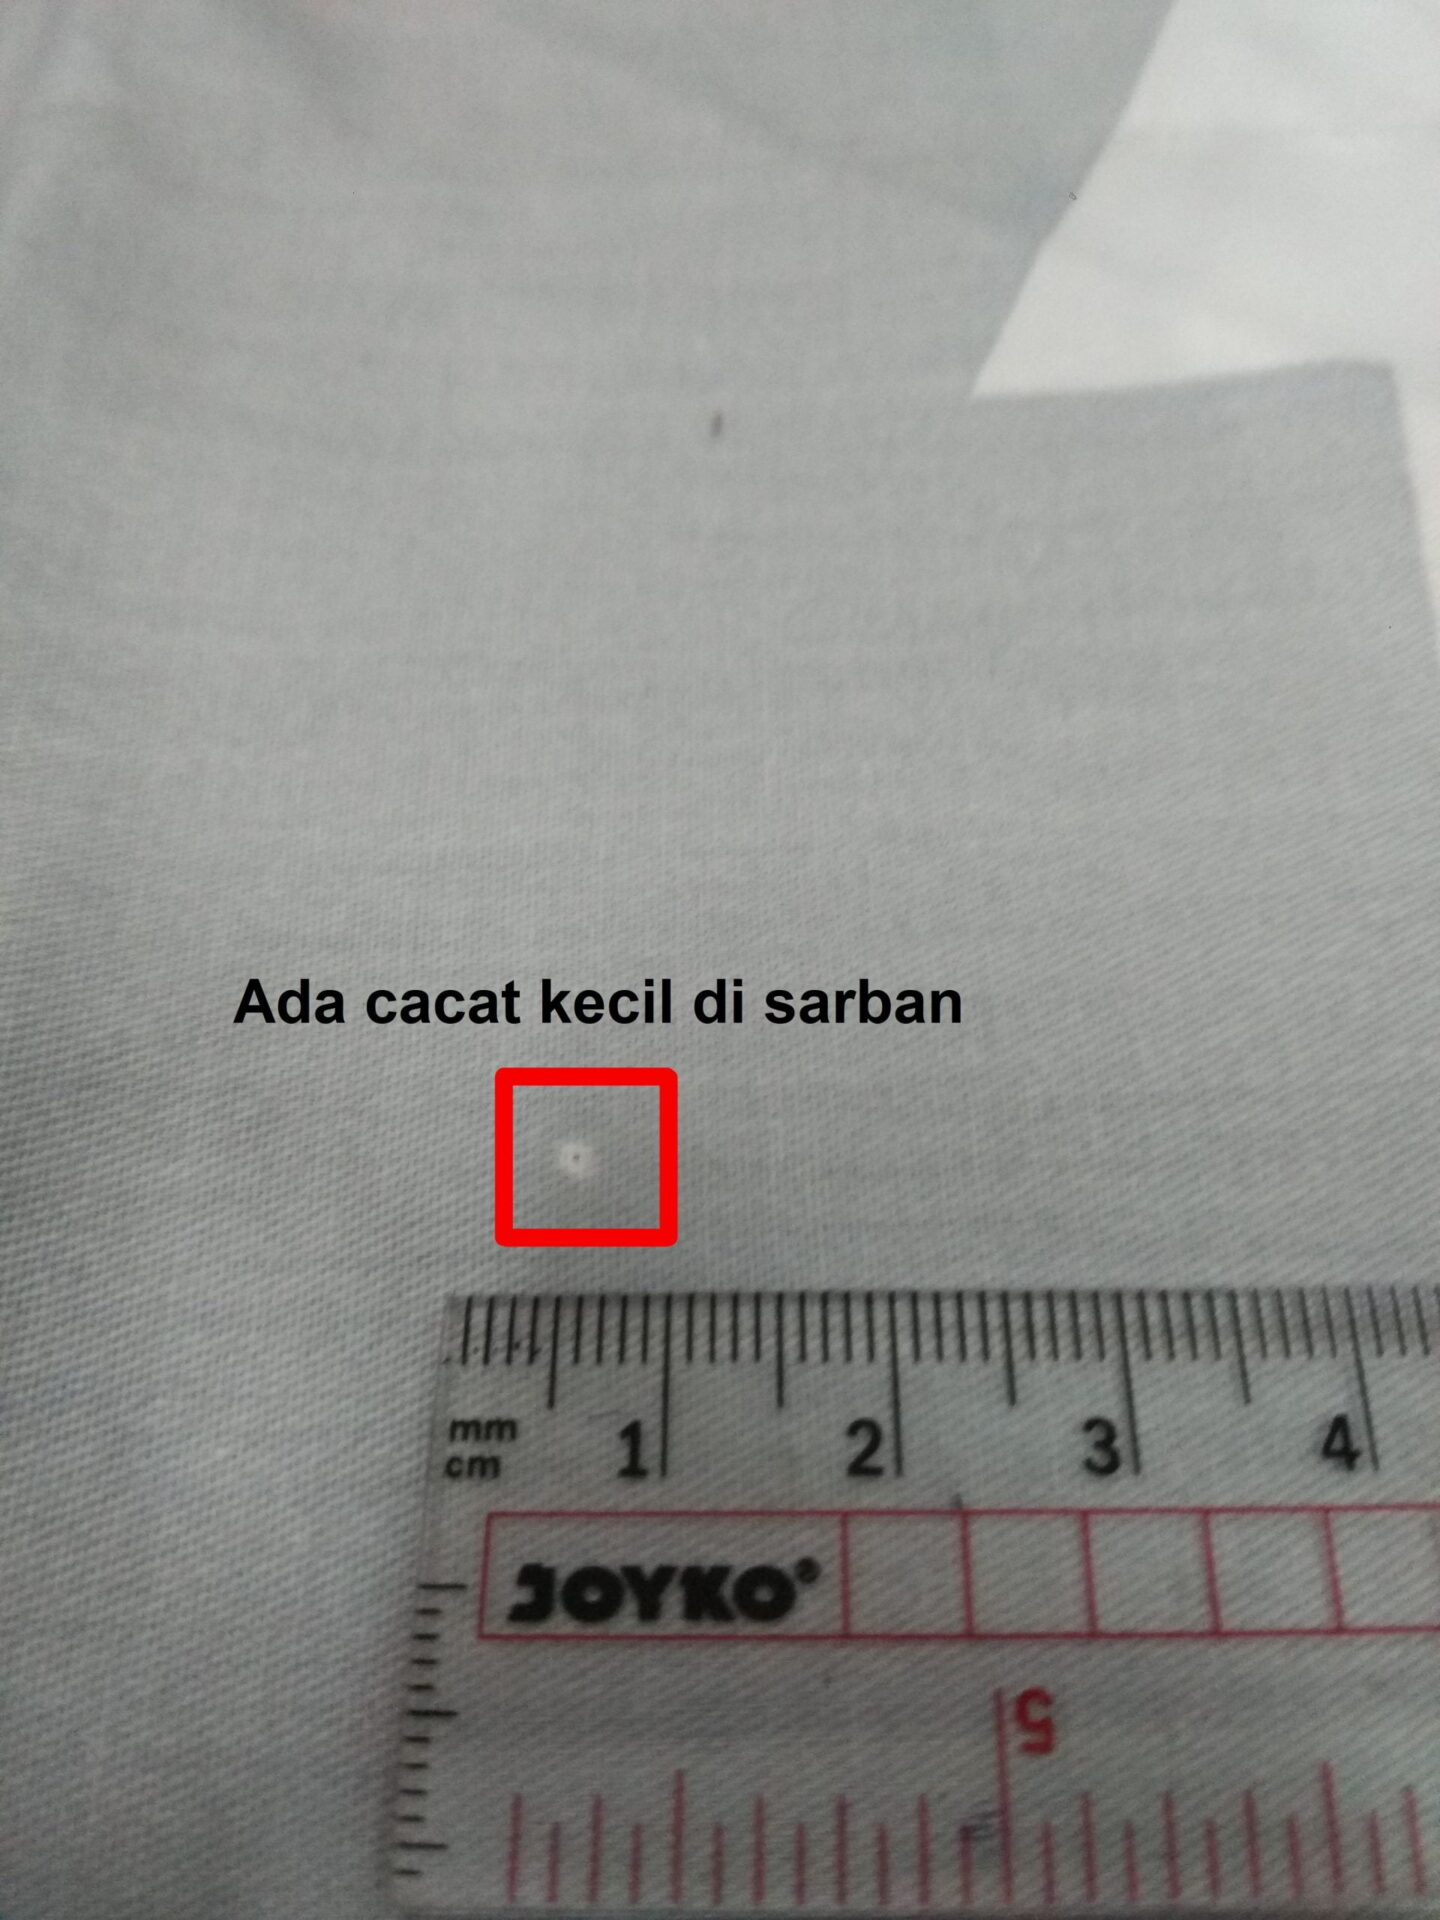 Ada cacat kecil di sarban
mm
cm
1 2 3 4
JOYKO®
5